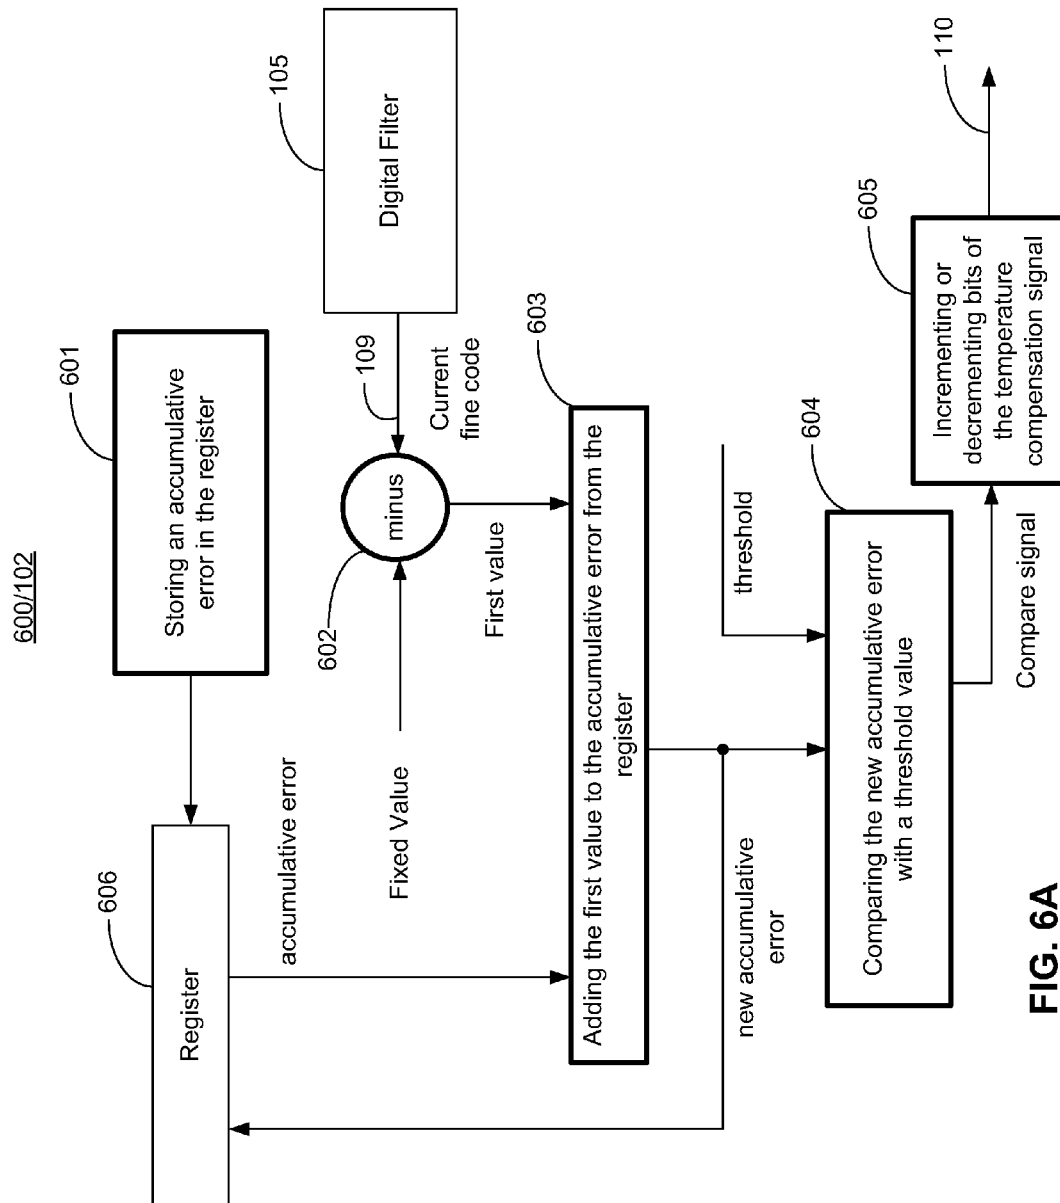 600/102
601
Storing an accumulative
error in the register
606
Register
accumulative error
105
Digital Filter
109
Current
fine code
602
minus
Fixed Value
First value
603
Adding the first value to the accumulative error from the
register
new accumulative
error
threshold
604
Comparing the new accumulative error
with a threshold value
Compare signal
605
Incrementing or
decrementing bits of
the temperature
compensation signal
110
FIG. 6A